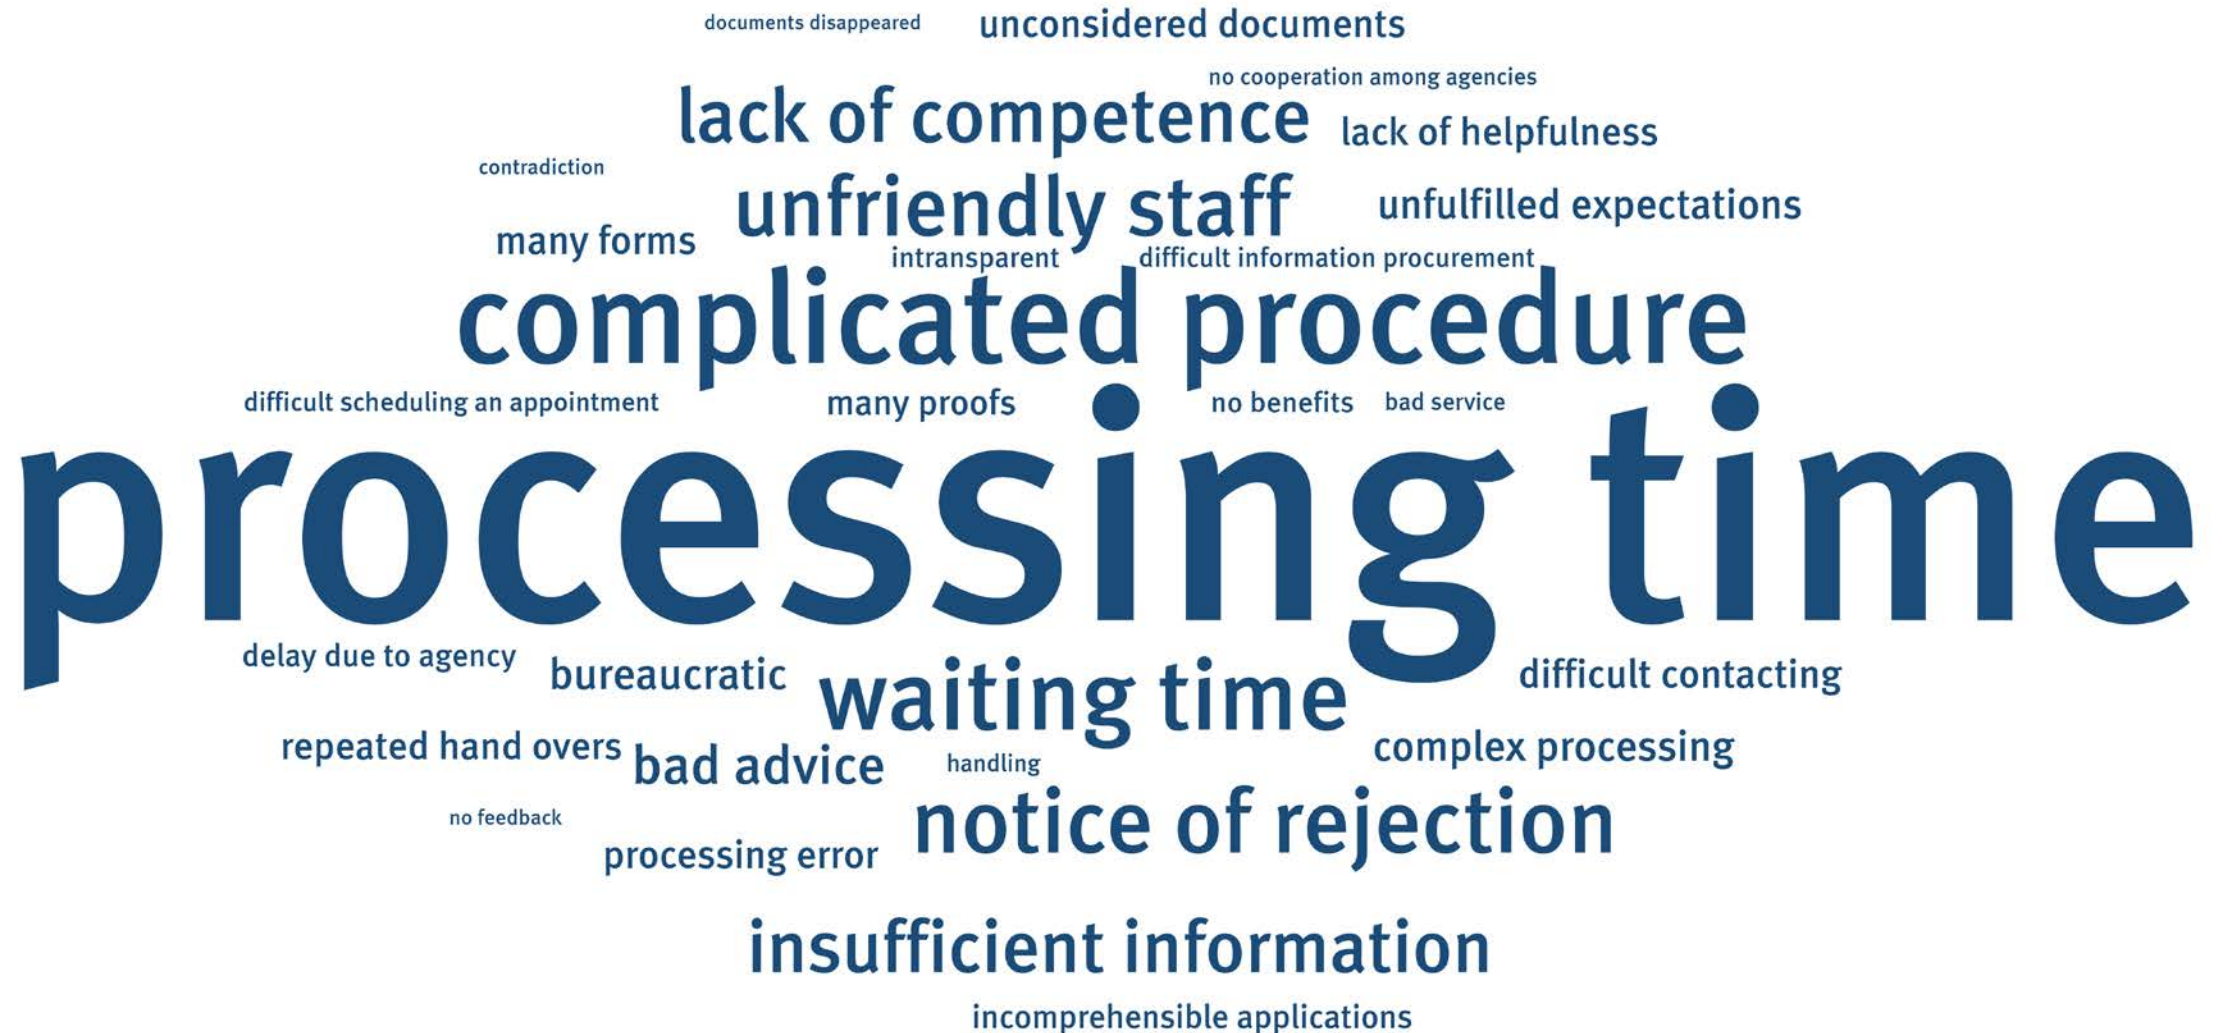 documents disappeared
unconsidered documents
no cooperation among agencies
lack of competence
lack of helpfulness
contradiction
unfriendly staff
unfulfilled expectations
many forms
intransparent
difficult information procurement
complicated procedure
difficult scheduling an appointment
many proofs
no benefits
bad service
processing time
delay due to agency
bureaucratic
waiting time
difficult contacting
repeated hand overs
bad advice
handling
complex processing
no feedback
processing error
notice of rejection
insufficient information
incomprehensible applications